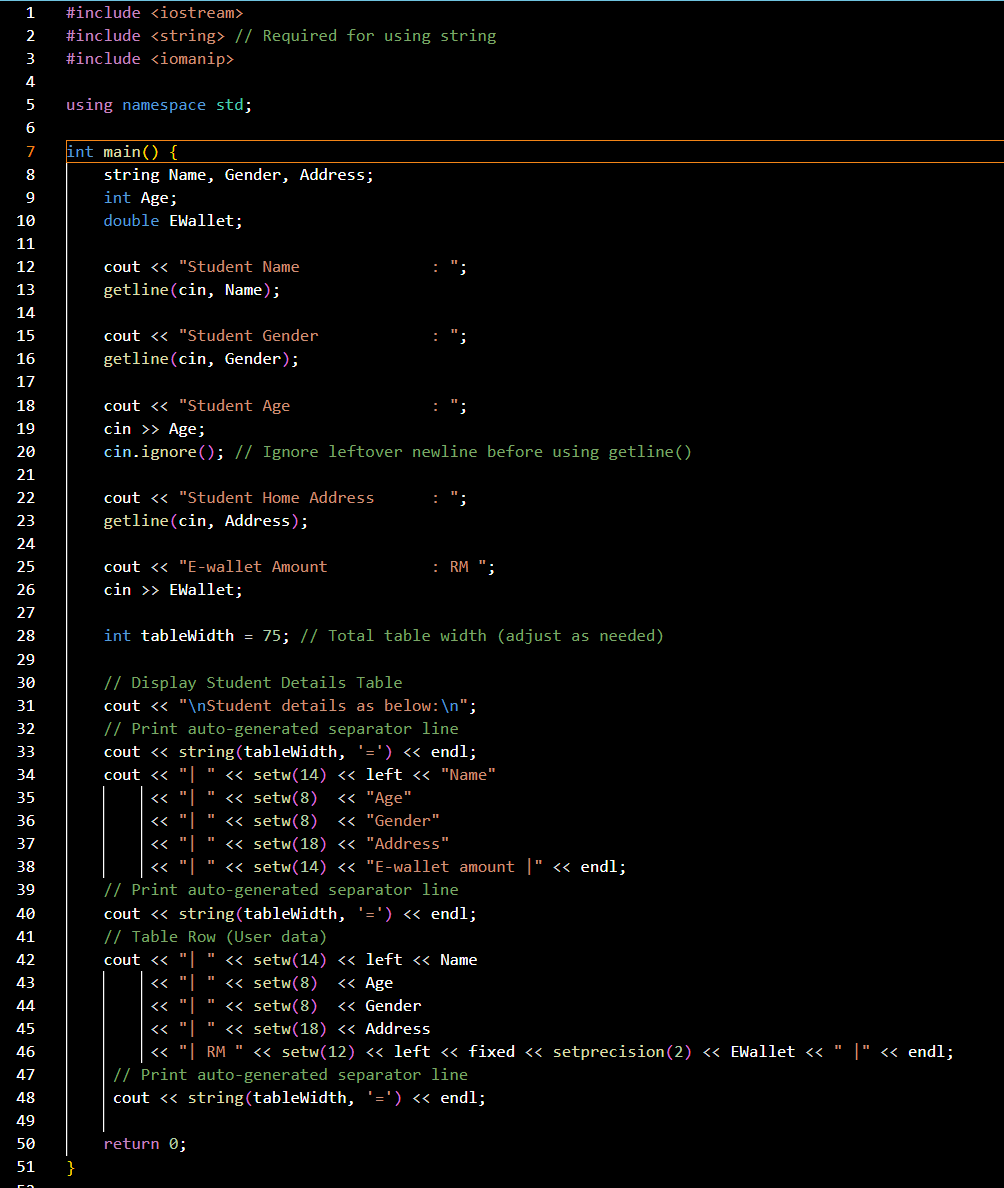 1 #include <iostream>
2 #include <string> // Required for using string
3 #include <iomanip>
4
5 using namespace std;
6
7 int main() {
8     string Name, Gender, Address;
9     int Age;
10     double EWallet;
11
12     cout << "Student Name              : ";
13     getline(cin, Name);
14
15     cout << "Student Gender            : ";
16     getline(cin, Gender);
17
18     cout << "Student Age               : ";
19     cin >> Age;
20     cin.ignore(); // Ignore leftover newline before using getline()
21
22     cout << "Student Home Address      : ";
23     getline(cin, Address);
24
25     cout << "E-wallet Amount           : RM ";
26     cin >> EWallet;
27
28     int tableWidth = 75; // Total table width (adjust as needed)
29
30     // Display Student Details Table
31     cout << "\nStudent details as below:\n";
32     // Print auto-generated separator line
33     cout << string(tableWidth, '=') << endl;
34     cout << "| " << setw(14) << left << "Name"
35          << "| " << setw(8)  << "Age"
36          << "| " << setw(8)  << "Gender"
37          << "| " << setw(18) << "Address"
38          << "| " << setw(14) << "E-wallet amount |" << endl;
39     // Print auto-generated separator line
40     cout << string(tableWidth, '=') << endl;
41     // Table Row (User data)
42     cout << "| " << setw(14) << left << Name
43          << "| " << setw(8)  << Age
44          << "| " << setw(8)  << Gender
45          << "| " << setw(18) << Address
46          << "| RM " << setw(12) << left << fixed << setprecision(2) << EWallet << " |" << endl;
47      // Print auto-generated separator line
48      cout << string(tableWidth, '=') << endl;
49
50     return 0;
51 }